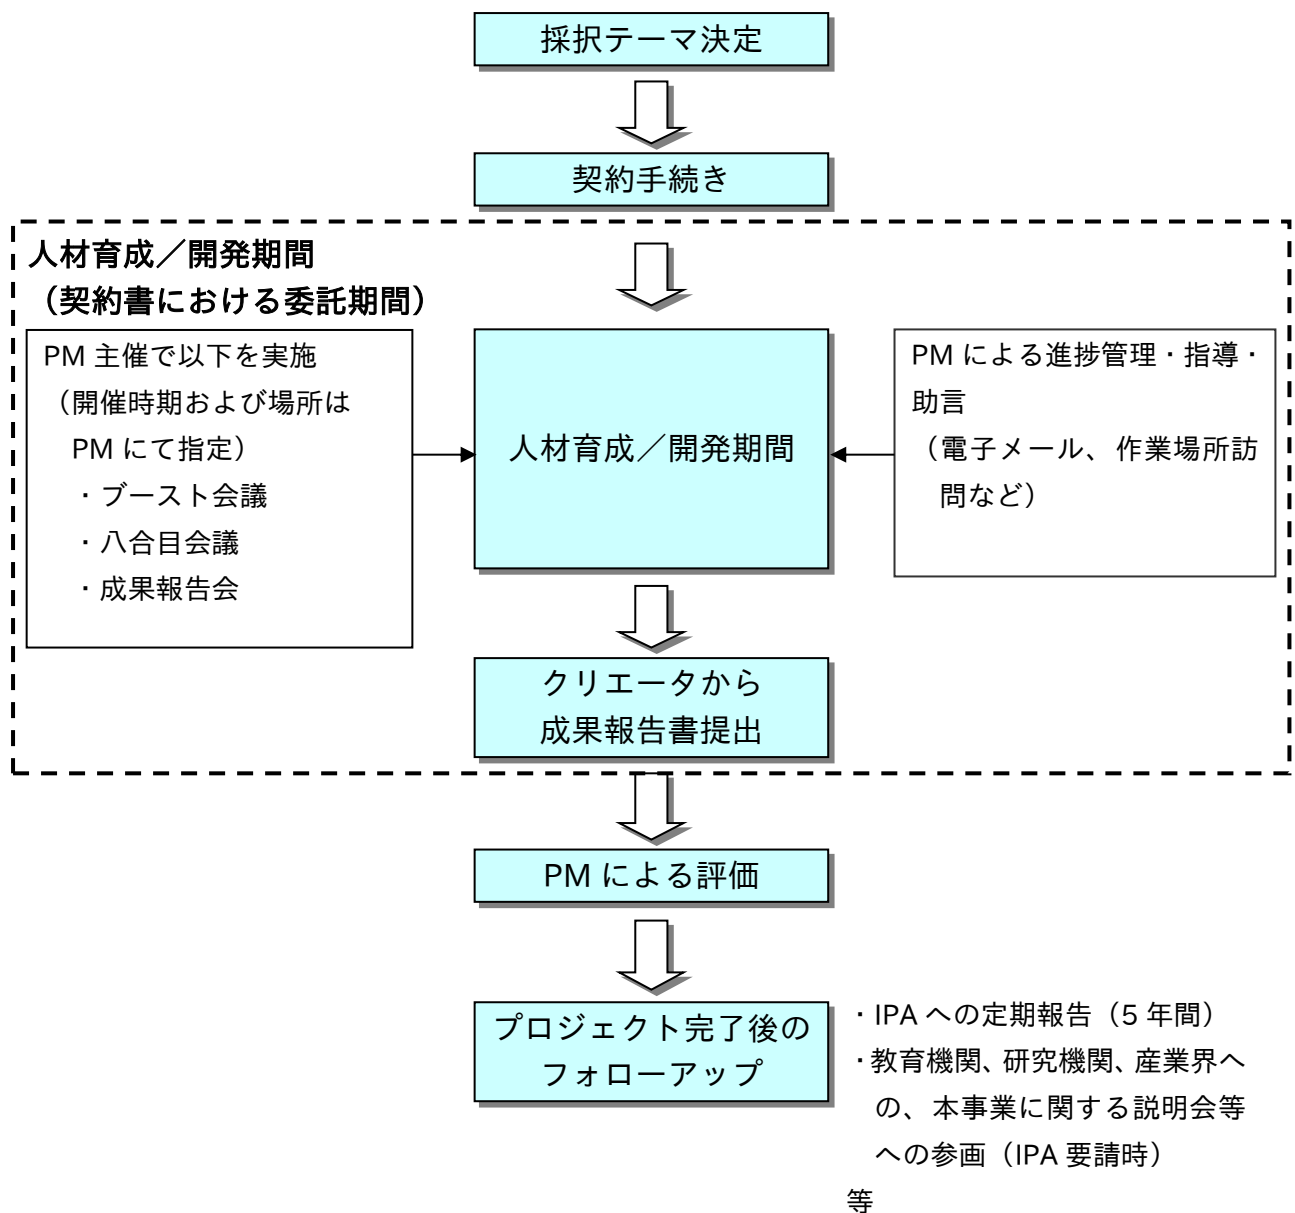 採択テーマ決定
契約手続き
人材育成／開発期間
（契約書における委託期間）
PM 主催で以下を実施
（開催時期および場所は
PM にて指定）
・ブースト会議
・八合目会議
・成果報告会
人材育成／開発期間
PM による進捗管理・指導・
助言
（電子メール、作業場所訪
問など）
クリエータから
成果報告書提出
PM による評価
プロジェクト完了後の
フォローアップ
・IPA への定期報告（5 年間）
・教育機関、研究機関、産業界へ
の、本事業に関する説明会等
への参画（IPA 要請時）
等